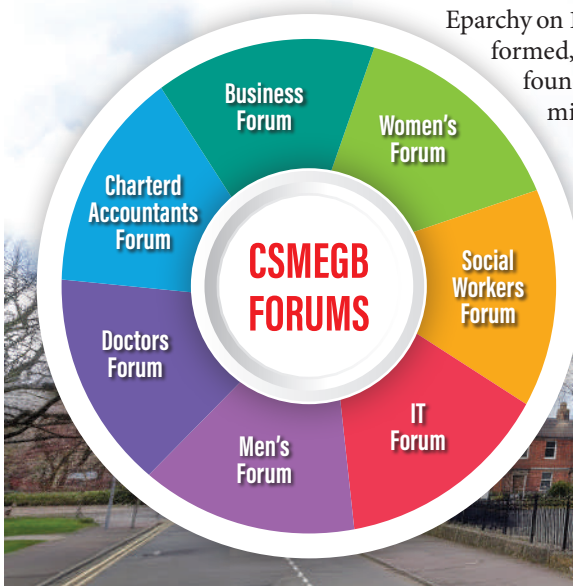 Eparchy on
formed,
foun
mi
Business
Forum
Women's
Forum
Charterd
Accountants
Forum
CSMEGB
FORUMS
Social
Workers
Forum
Doctors
Forum
IT
Forum
Men's
Forum